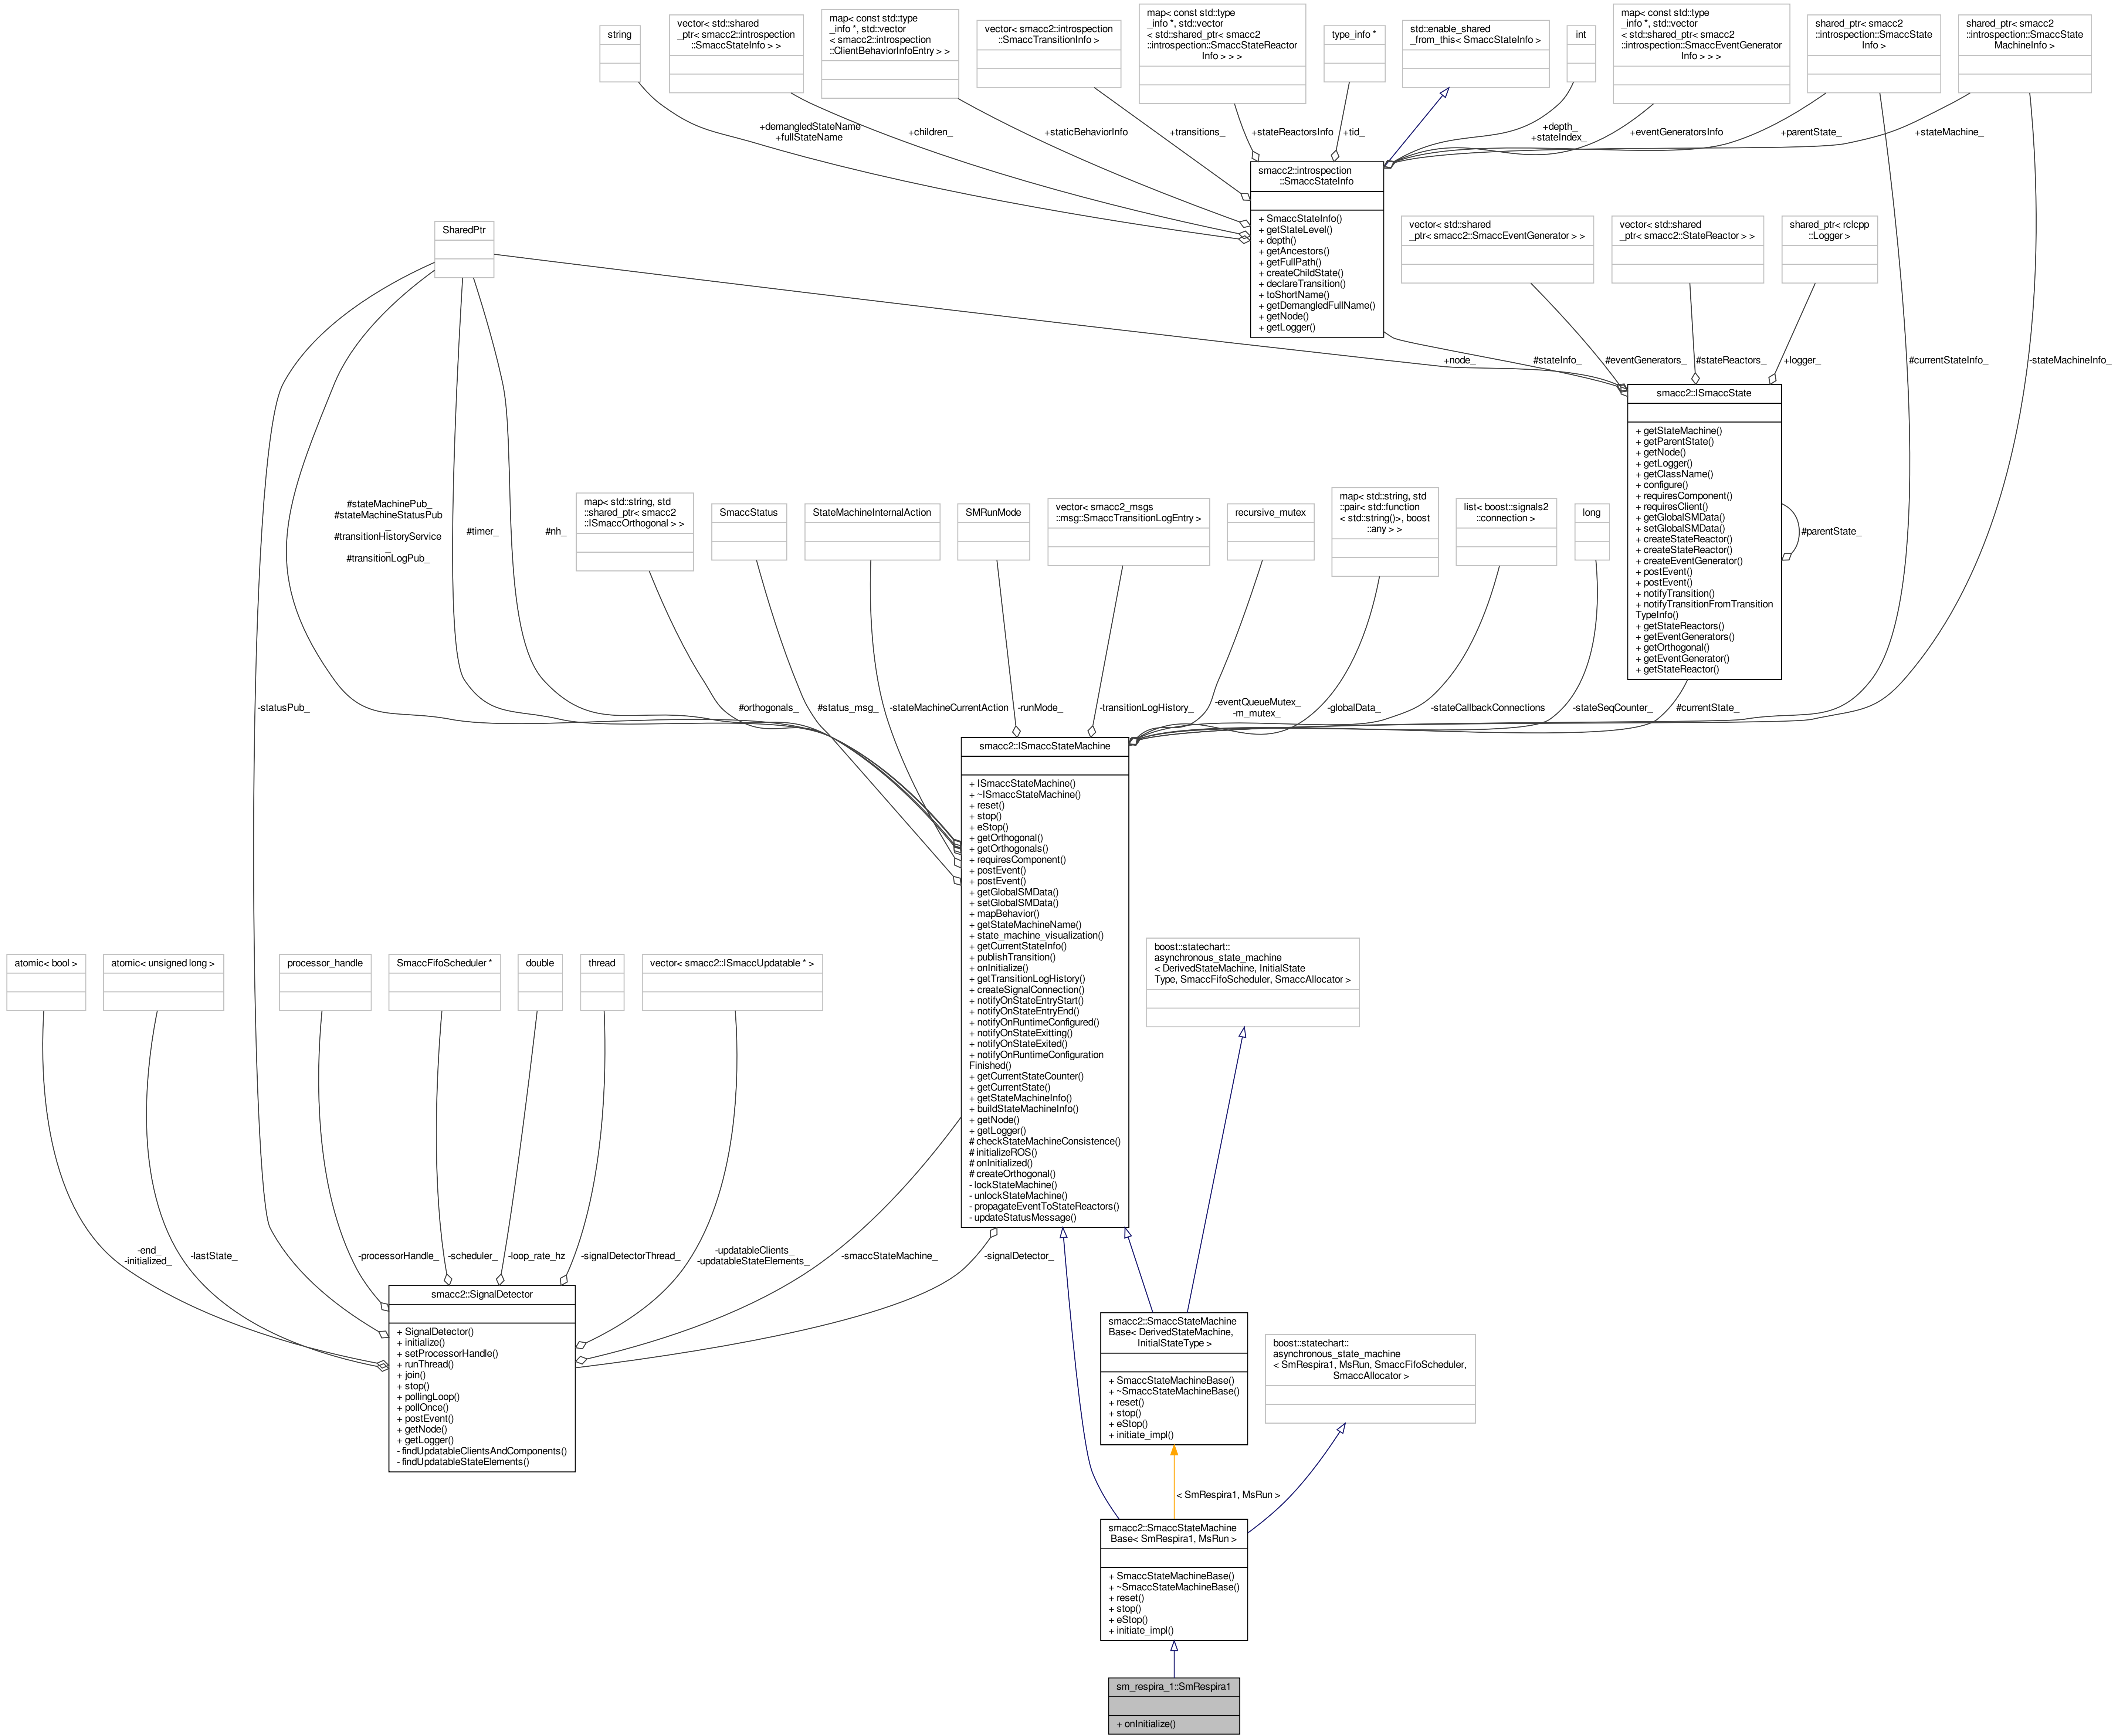 string
vector< std::shared
_ptr< smacc2::introspection
::SmaccStateInfo > >
map< const std::type
_info *, std::vector
< smacc2::introspection
::ClientBehaviorInfoEntry > >
vector< smacc2::introspection
::SmaccTransitionInfo >
map< const std::type
_info *, std::vector
< std::shared_ptr< smacc2
::introspection::SmaccStateReactor
Info > > >
type_info *
std::enable_shared
_from_this< SmaccStateInfo >
int
map< const std::type
_info *, std::vector
< std::shared_ptr< smacc2
::introspection::SmaccEventGenerator
Info > > >
shared_ptr< smacc2
::introspection::SmaccState
Info >
shared_ptr< smacc2
::introspection::SmaccState
MachineInfo >
+demangledStateName
+fullStateName
+children_
+staticBehaviorInfo
+transitions_
+stateReactorsInfo
+tid_
+depth_
+stateIndex_
+eventGeneratorsInfo
+parentState_
+stateMachine_
smacc2::introspection
::SmaccStateInfo
+ SmaccStateInfo()
+ getStateLevel()
+ depth()
+ getAncestors()
+ getFullPath()
+ createChildState()
+ declareTransition()
+ toShortName()
+ getDemangledFullName()
+ getNode()
+ getLogger()
SharedPtr
vector< std::shared
_ptr< smacc2::SmaccEventGenerator > >
vector< std::shared
_ptr< smacc2::StateReactor > >
shared_ptr< rclcpp
::Logger >
+node_
#stateInfo_
#eventGenerators_
#stateReactors_
+logger_
#currentStateInfo_
-stateMachineInfo_
smacc2::ISmaccState
+ getStateMachine()
+ getParentState()
+ getNode()
+ getLogger()
+ getClassName()
+ configure()
+ requiresComponent()
+ requiresClient()
+ getGlobalSMData()
+ setGlobalSMData()
+ createStateReactor()
+ createStateReactor()
+ createEventGenerator()
+ postEvent()
+ postEvent()
+ notifyTransition()
+ notifyTransitionFromTransition
TypeInfo()
+ getStateReactors()
+ getEventGenerators()
+ getOrthogonal()
+ getEventGenerator()
+ getStateReactor()
#parentState_
#stateMachinePub_
#stateMachineStatusPub
_
#transitionHistoryService
_
#transitionLogPub_
#timer_
#nh_
map< std::string, std
::shared_ptr< smacc2
::ISmaccOrthogonal > >
SmaccStatus
StateMachineInternalAction
SMRunMode
vector< smacc2_msgs
::msg::SmaccTransitionLogEntry >
recursive_mutex
map< std::string, std
::pair< std::function
< std::string()>, boost
::any > >
list< boost::signals2
::connection >
long
-statusPub_
#orthogonals_
#status_msg_
-stateMachineCurrentAction
-runMode_
-transitionLogHistory_
-eventQueueMutex_
-m_mutex_
-globalData_
-stateCallbackConnections
-stateSeqCounter_
#currentState_
smacc2::ISmaccStateMachine
+ ISmaccStateMachine()
+ ~ISmaccStateMachine()
+ reset()
+ stop()
+ eStop()
+ getOrthogonal()
+ getOrthogonals()
+ requiresComponent()
+ postEvent()
+ postEvent()
+ getGlobalSMData()
+ setGlobalSMData()
+ mapBehavior()
+ getStateMachineName()
+ state_machine_visualization()
+ getCurrentStateInfo()
+ publishTransition()
+ onInitialize()
+ getTransitionLogHistory()
+ createSignalConnection()
+ notifyOnStateEntryStart()
+ notifyOnStateEntryEnd()
+ notifyOnRuntimeConfigured()
+ notifyOnStateExitting()
+ notifyOnStateExited()
+ notifyOnRuntimeConfiguration
Finished()
+ getCurrentStateCounter()
+ getCurrentState()
+ getStateMachineInfo()
+ buildStateMachineInfo()
+ getNode()
+ getLogger()
# checkStateMachineConsistence()
# initializeROS()
# onInitialized()
# createOrthogonal()
- lockStateMachine()
- unlockStateMachine()
- propagateEventToStateReactors()
- updateStatusMessage()
atomic< bool >
atomic< unsigned long >
processor_handle
SmaccFifoScheduler *
double
thread
vector< smacc2::ISmaccUpdatable * >
boost::statechart::
asynchronous_state_machine
< DerivedStateMachine, InitialState
Type, SmaccFifoScheduler, SmaccAllocator >
-end_
-initialized_
-lastState_
-processorHandle_
-scheduler_
-loop_rate_hz
-signalDetectorThread_
-updatableClients_
-updatableStateElements_
-smaccStateMachine_
-signalDetector_
smacc2::SignalDetector
+ SignalDetector()
+ initialize()
+ setProcessorHandle()
+ runThread()
+ join()
+ stop()
+ pollingLoop()
+ pollOnce()
+ postEvent()
+ getNode()
+ getLogger()
- findUpdatableClientsAndComponents()
- findUpdatableStateElements()
smacc2::SmaccStateMachine
Base< DerivedStateMachine,
InitialStateType >
+ SmaccStateMachineBase()
+ ~SmaccStateMachineBase()
+ reset()
+ stop()
+ eStop()
+ initiate_impl()
boost::statechart::
asynchronous_state_machine
< SmRespira1, MsRun, SmaccFifoScheduler,
SmaccAllocator >
< SmRespira1, MsRun >
smacc2::SmaccStateMachine
Base< SmRespira1, MsRun >
+ SmaccStateMachineBase()
+ ~SmaccStateMachineBase()
+ reset()
+ stop()
+ eStop()
+ initiate_impl()
sm_respira_1::SmRespira1
+ onInitialize()